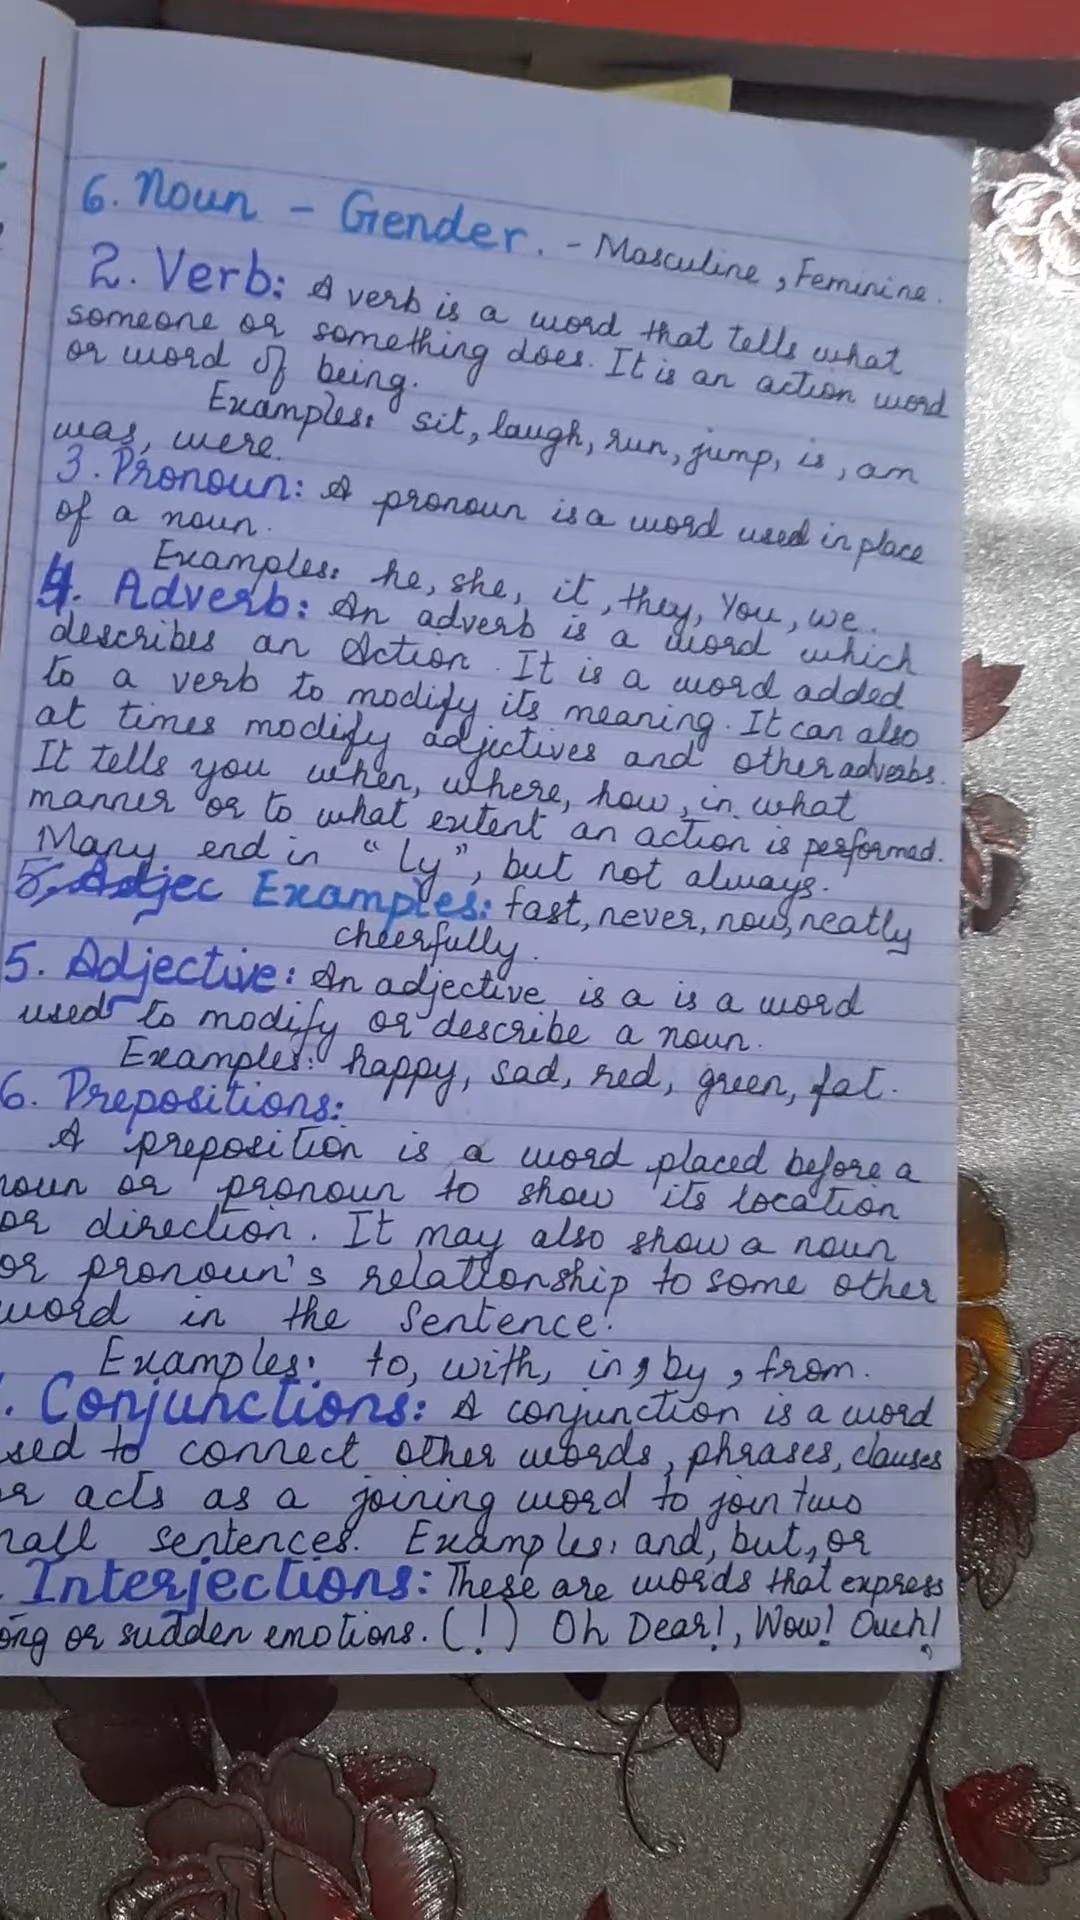 6. Noun - Gender. - Masculine, Feminine.
2. Verb: A verb is a word that tells what
someone or something does. It is an action word
or word of being.
Examples: sit, laugh, run, jump, is, am
was, were.
3. Pronoun: A pronoun is a word used in place
of a noun.
Examples: he, she, it, they, You, we.
4. Adverb: An adverb is a word which
describes an Action. It is a word added
to a verb to modify its meaning. It can also
at times modify adjectives and other adverbs.
It tells you when, where, how, in what
manner or to what extent an action is performed.
Many end in "ly", but not always.
5. Adjec Examples: fast, never, now, neatly
cheerfully.
5. Adjective: An adjective is a is a word
used to modify or describe a noun.
Examples: happy, sad, red, green, fat.
6. Prepositions:
A preposition is a word placed before a
noun or pronoun to show its location
or direction. It may also show a noun
or pronoun's relationship to some other
word in the sentence.
Examples: to, with, in, by, from.
. Conjunctions: A conjunction is a word
sed to connect other words, phrases, clauses
or acts as a joining word to join two
mall sentences. Examples: and, but, or
. Interjections: These are words that express
ong or sudden emotions. (!) Oh Dear!, Wow! Ouch!